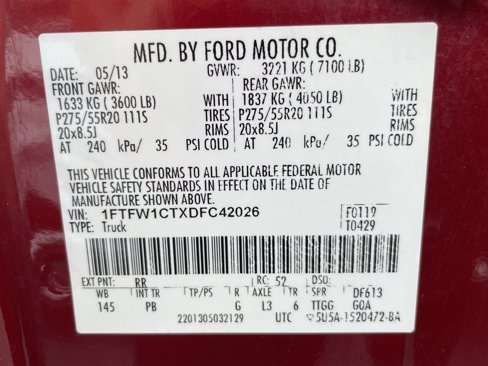 MFD. BY FORD MOTOR CO.
DATE: 05/13 GVWR: 3221 KG ( 7100 LB)
FRONT GAWR: REAR GAWR:
1633 KG ( 3600 LB) WITH 1837 KG ( 4050 LB) WITH
P275/55R20 111S TIRES P275/55R20 111S TIRES
20x8.5J RIMS 20x8.5J RIMS
AT 240 kPa/ 35 PSI COLD AT 240 kPa/ 35 PSI COLD
THIS VEHICLE CONFORMS TO ALL APPLICABLE FEDERAL MOTOR
VEHICLE SAFETY STANDARDS IN EFFECT ON THE DATE OF
MANUFACTURE SHOWN ABOVE.
VIN: 1FTFW1CTXDFC42026 F0119
TYPE: Truck T0429
EXT PNT: RR RC: 52 DSO:
WB INT TR TP/PS R AXLE TR SPR DF613
145 PB G L3 6 TTGG GOA
2201305032129 UTC 5U5A-1520472-BA